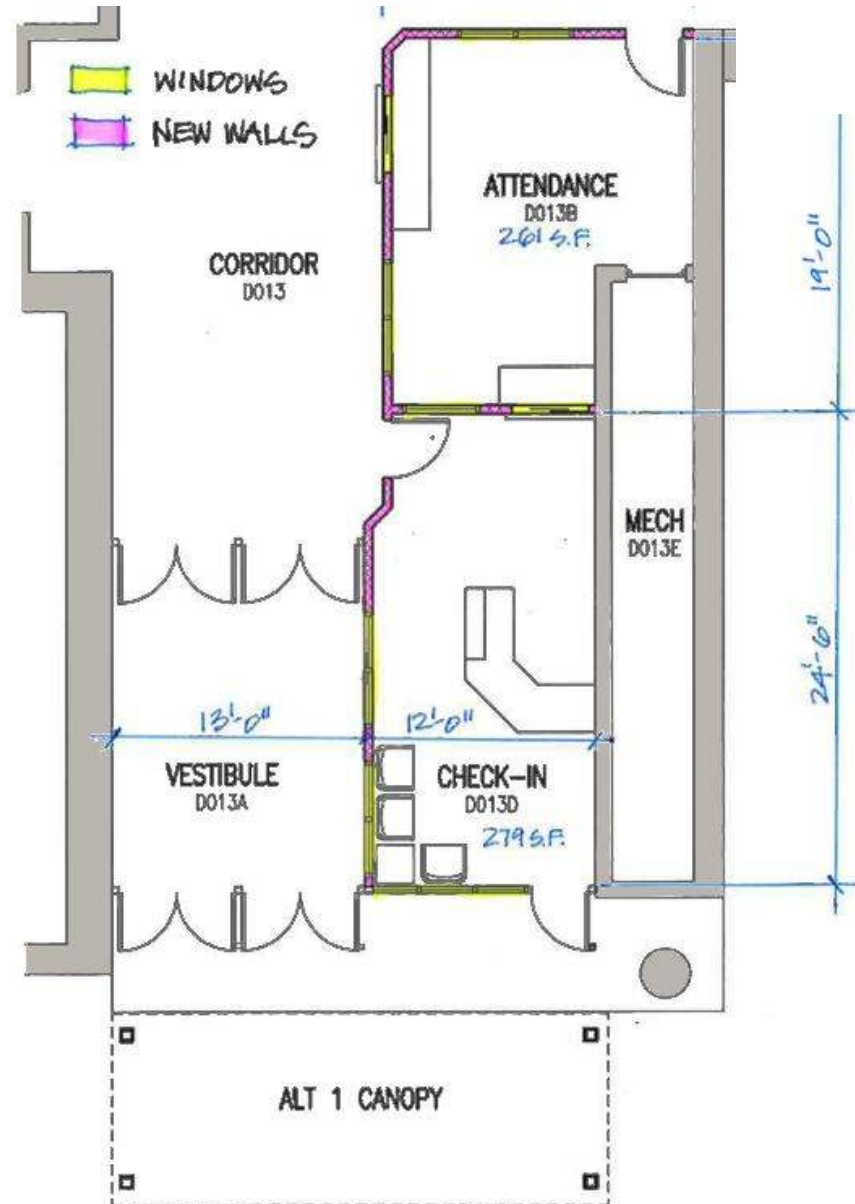 WINDOWS
NEW WALLS
ATTENDANCE
D013B
261 S.F.
CORRIDOR
D013
19'-0"
MECH
D013E
24'-6"
13'-0"
12'-0"
VESTIBULE
D013A
CHECK-IN
D013D
279 S.F.
ALT 1 CANOPY